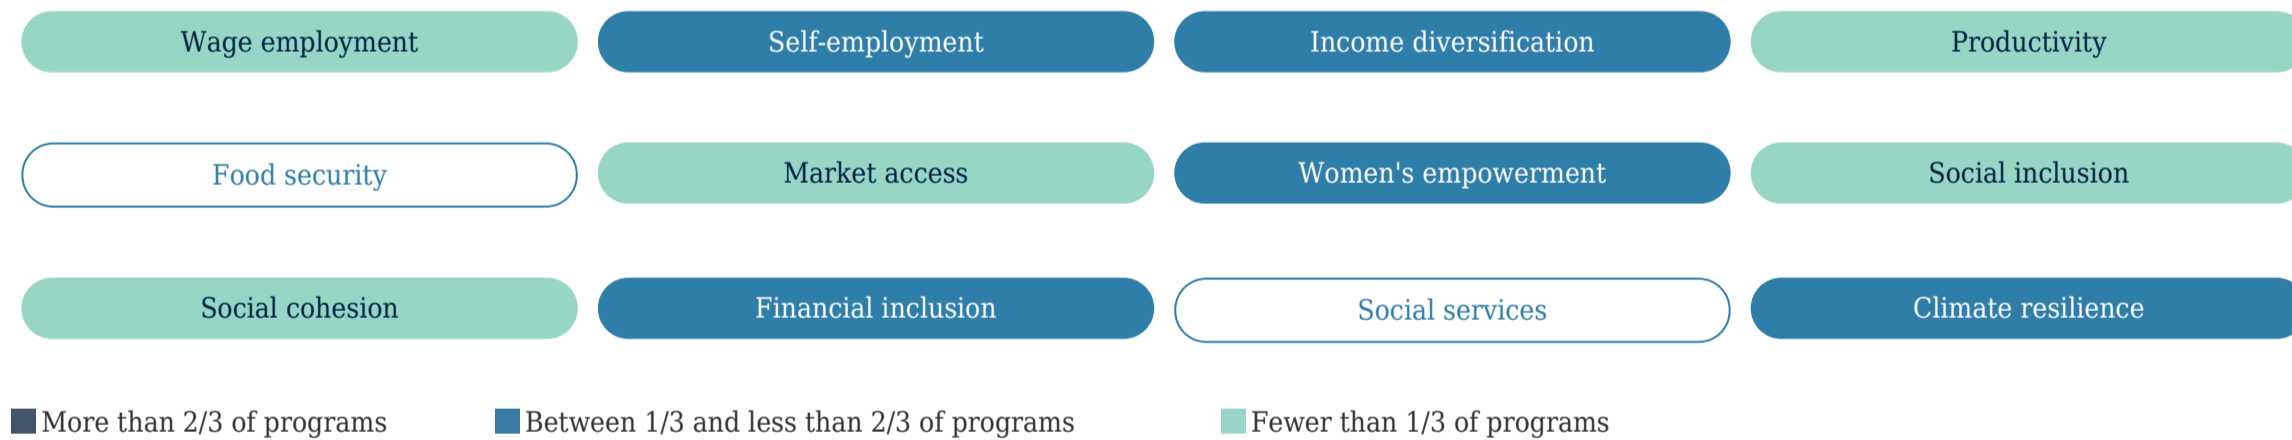 Wage employment
Self-employment
Income diversification
Productivity
Food security
Market access
Women's empowerment
Social inclusion
Social cohesion
Financial inclusion
Social services
Climate resilience
More than 2/3 of programs
Between 1/3 and less than 2/3 of programs
Fewer than 1/3 of programs